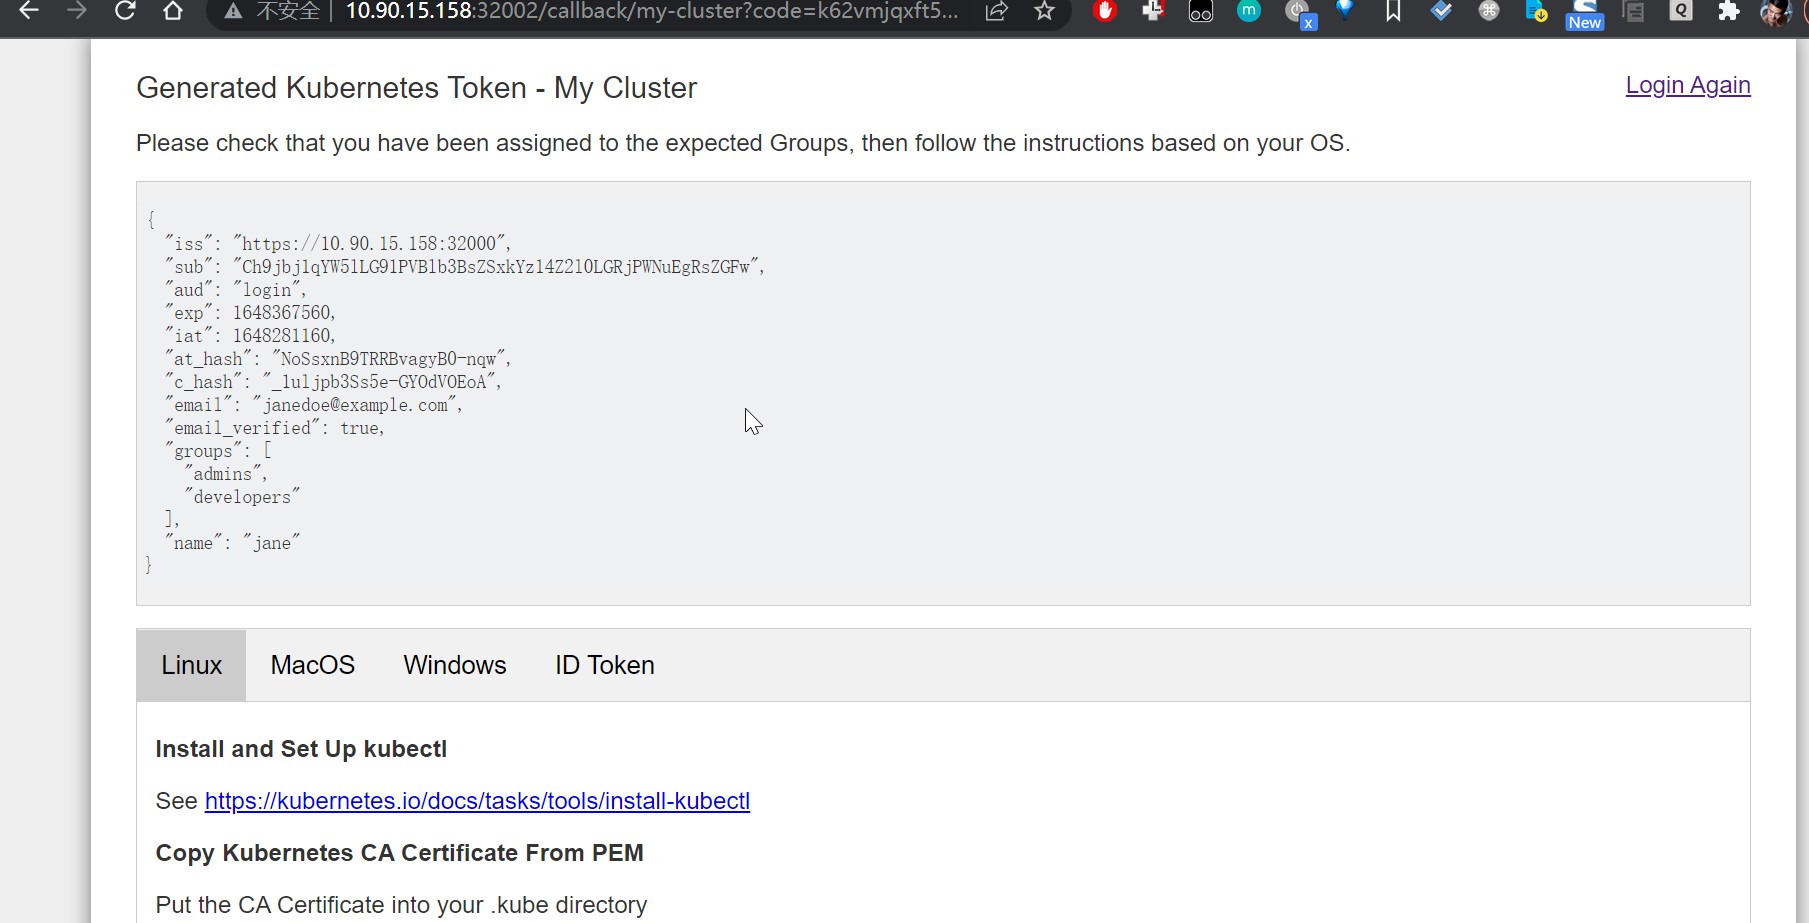 不安全 10.90.15.158:32002/callback/my-cluster?code=k62vmjqxft5...
m
x
New
Q
Generated Kubernetes Token - My Cluster
Login Again
Please check that you have been assigned to the expected Groups, then follow the instructions based on your OS.
{
"iss": "https://10.90.15.158:32000",
"sub": "Ch9jbj1qYW5lLG91PVBlb3BsZSxkYz14Z2l0LGRjPWNuEgRsZGFw",
"aud": "login",
"exp": 1648367560,
"iat": 1648281160,
"at_hash": "NoSsxnB9TRRBvagyBO-nqw",
"c_hash": "_1uljpb3Ss5e-GYOdVOEoA",
"email": "janedoe@example.com",
"email_verified": true,
"groups": [
"admins",
"developers"
],
"name": "jane"
}
Linux MacOS Windows ID Token
Install and Set Up kubectl
See https://kubernetes.io/docs/tasks/tools/install-kubectl
Copy Kubernetes CA Certificate From PEM
Put the CA Certificate into your .kube directory